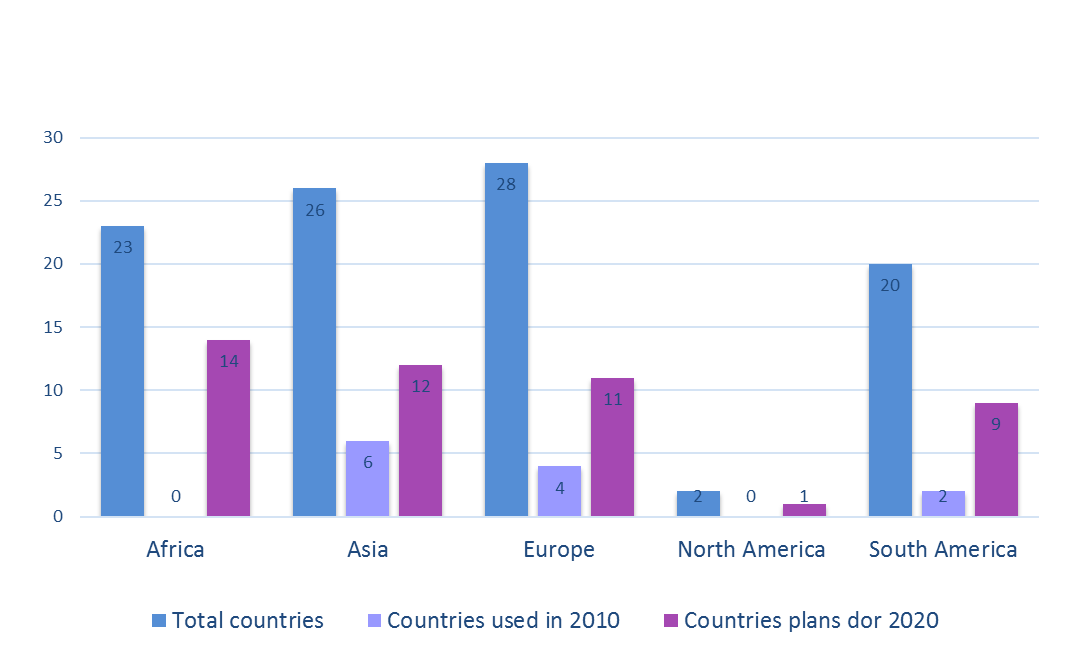 30
25
20
15
10
5
0
23
0
14
26
6
12
28
4
11
2
0
1
20
2
9
Africa
Asia
Europe
North America
South America
Total countries
Countries used in 2010
Countries plans dor 2020